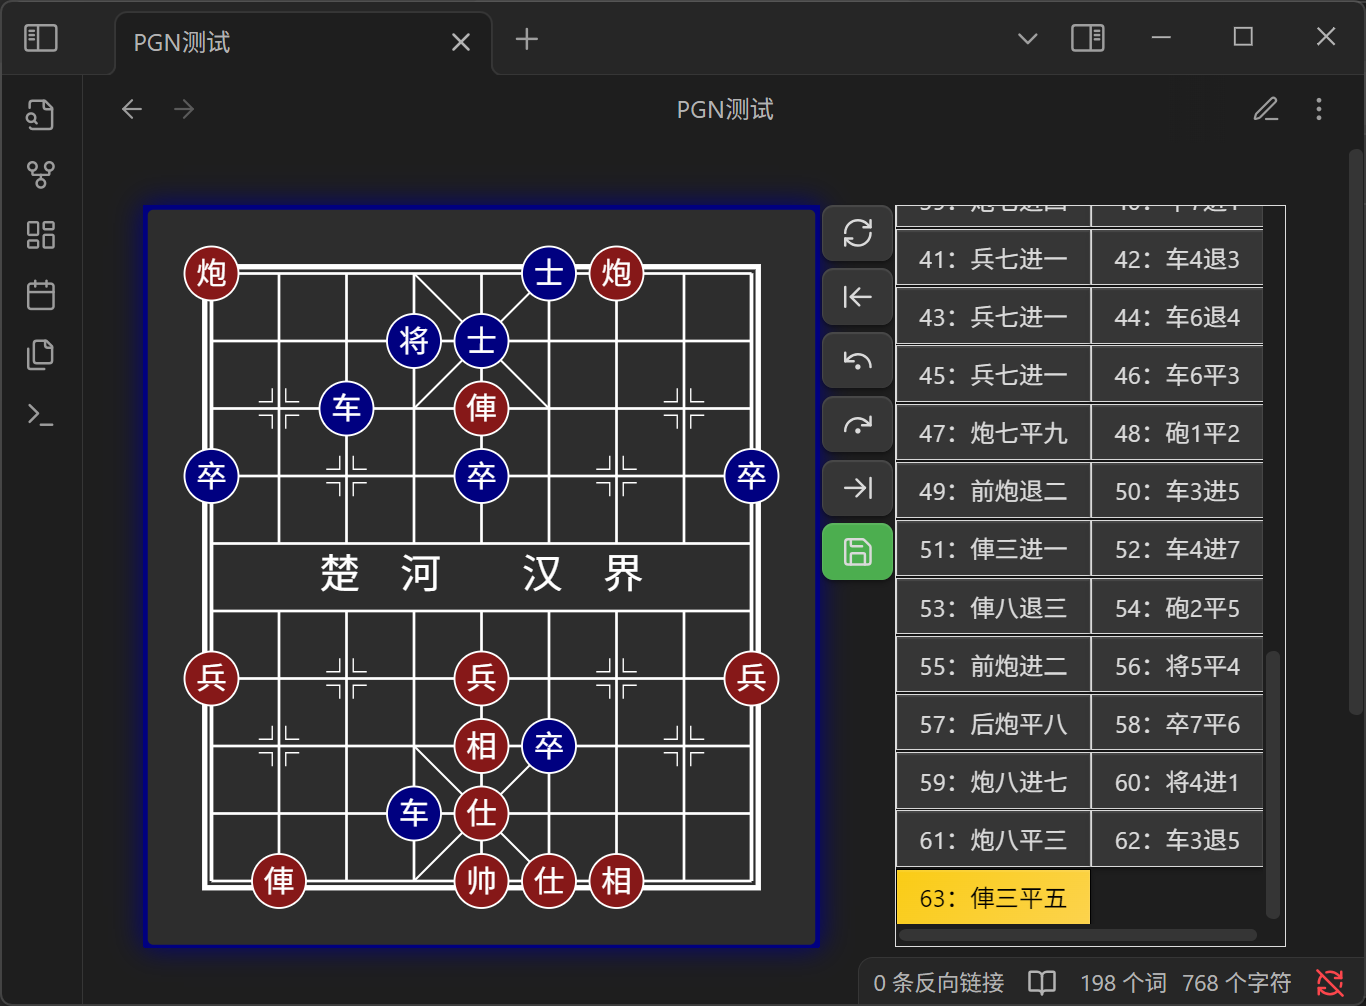 PGN测试
PGN测试
炮 士 炮
将 士
车 俥
卒 卒 卒
楚 河 汉 界
兵 兵 兵
相 卒
车 仕
俥 帅 仕 相
41：兵七进一 42：车4退3
43：兵七进一 44：车6退4
45：兵七进一 46：车6平3
47：炮七平九 48：砲1平2
49：前炮退二 50：车3进5
51：俥三进一 52：车4进7
53：俥八退三 54：砲2平5
55：前炮进二 56：将5平4
57：后炮平八 58：卒7平6
59：炮八进七 60：将4进1
61：炮八平三 62：车3退5
63：俥三平五
0 条反向链接 198 个词 768 个字符